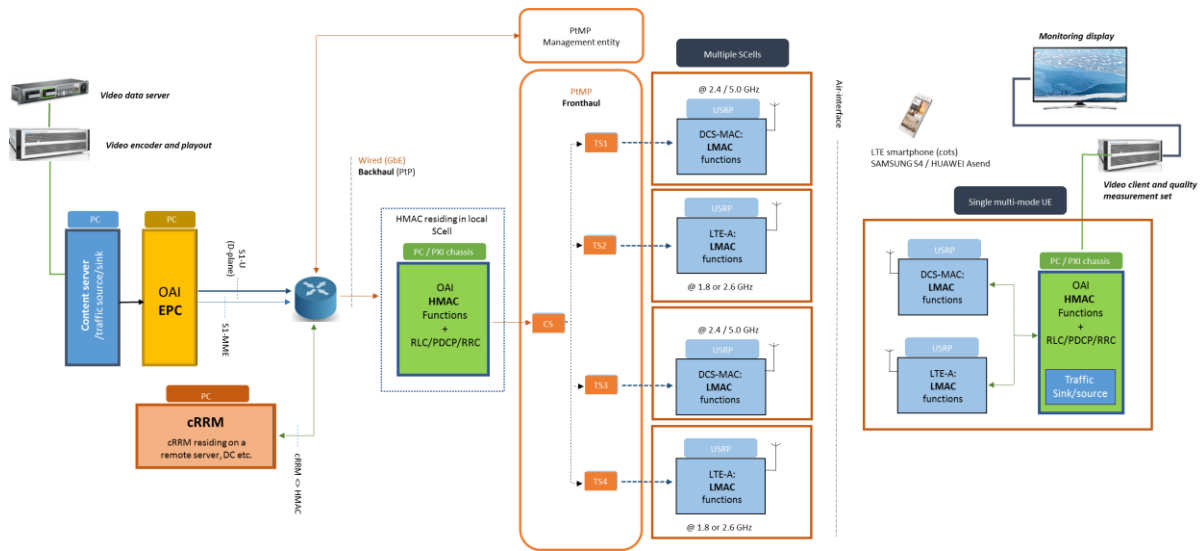 PtMP
Management entity
Multiple SCells
Monitoring display
Video data server
Video encoder and playout
PtMP
Fronthaul
@ 2.4 / 5.0 GHz
USRP
DCS-MAC:
LMAC
functions
TS1
Air-interface
LTE smartphone (cots)
SAMSUNG S4 / HUAWEI Asend
Video client and quality
measurement set
Wired (GbE)
Backhaul (PtP)
Single multi-mode UE
PC
Content server
/traffic source/sink
PC
OAI
EPC
S1-U
(D-plane)
S1-MME
HMAC residing in local
SCell
PC / PXI chassis
OAI
HMAC
Functions
+
RLC/PDCP/RRC
CS
TS2
USRP
LTE-A:
LMAC
functions
@ 1.8 or 2.6 GHz
USRP
DCS-MAC:
LMAC
functions
USRP
LTE-A:
LMAC
functions
PC / PXI chassis
OAI
HMAC
Functions
+
RLC/PDCP/RRC
Traffic
Sink/source
@ 2.4 / 5.0 GHz
TS3
USRP
DCS-MAC:
LMAC
functions
PC
cRRM
cRRM residing on a
remote server, DC etc.
cRRM <> HMAC
TS4
USRP
LTE-A:
LMAC
functions
@ 1.8 or 2.6 GHz